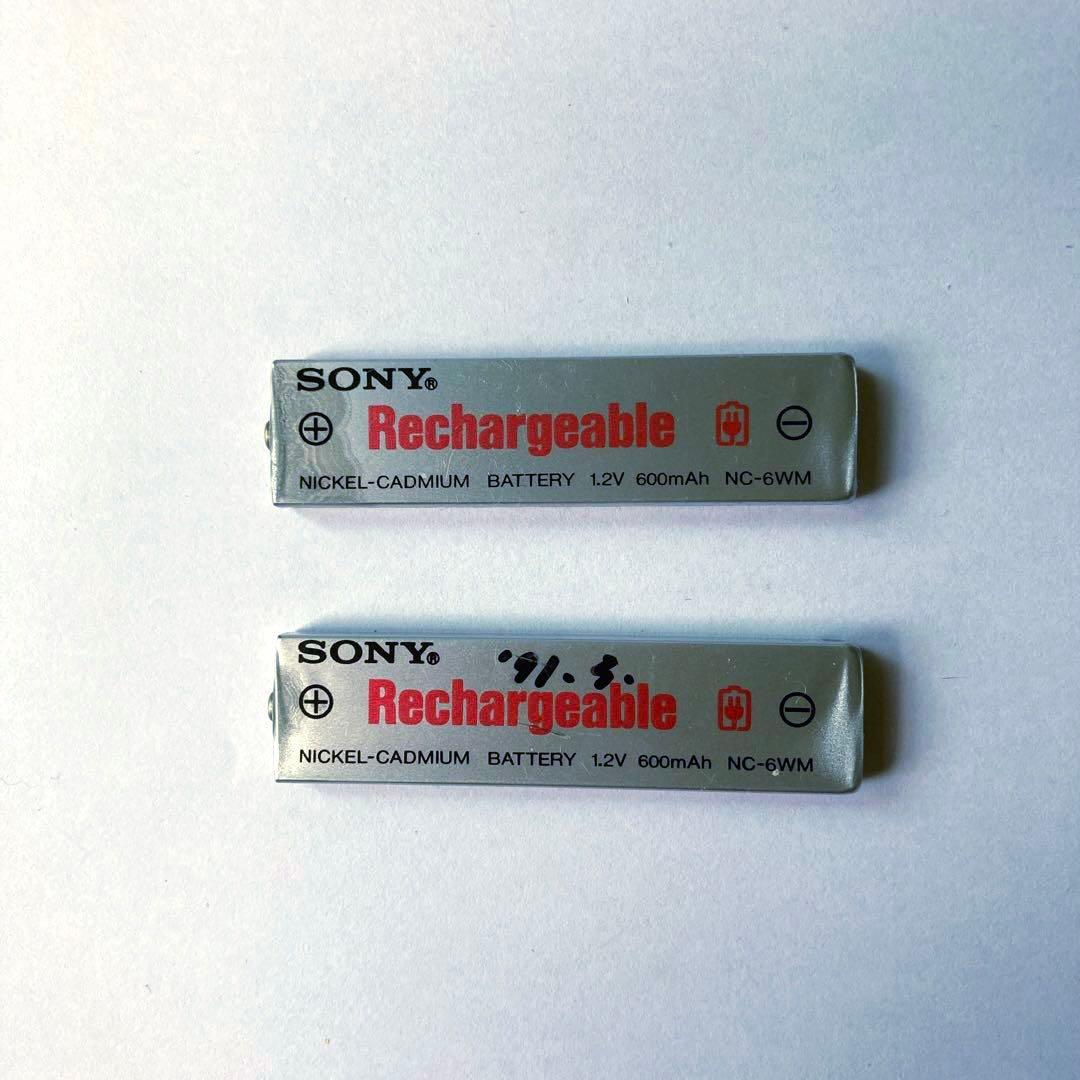 SONY®
⊕ Rechargeable ⊖
NICKEL-CADMIUM BATTERY 1.2V 600mAh NC-6WM
SONY®
'91.3.
⊕ Rechargeable ⊖
NICKEL-CADMIUM BATTERY 1.2V 600mAh NC-6WM